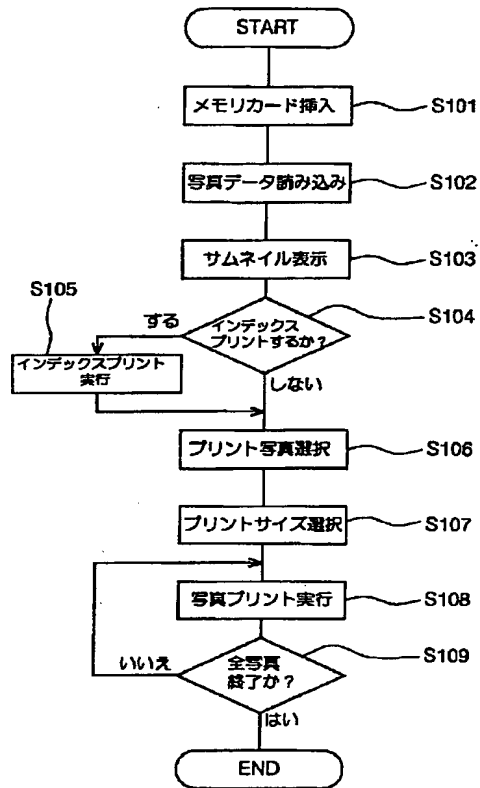 START
メモリカード挿入
S101
写真データ読み込み
S102
サムネイル表示
S103
S105
インデックス
プリントするか?
S104
する
インデックスプリント
実行
しない
プリント写真選択
S106
プリントサイズ選択
S107
写真プリント実行
S108
いいえ
全写真
終了か?
S109
はい
END